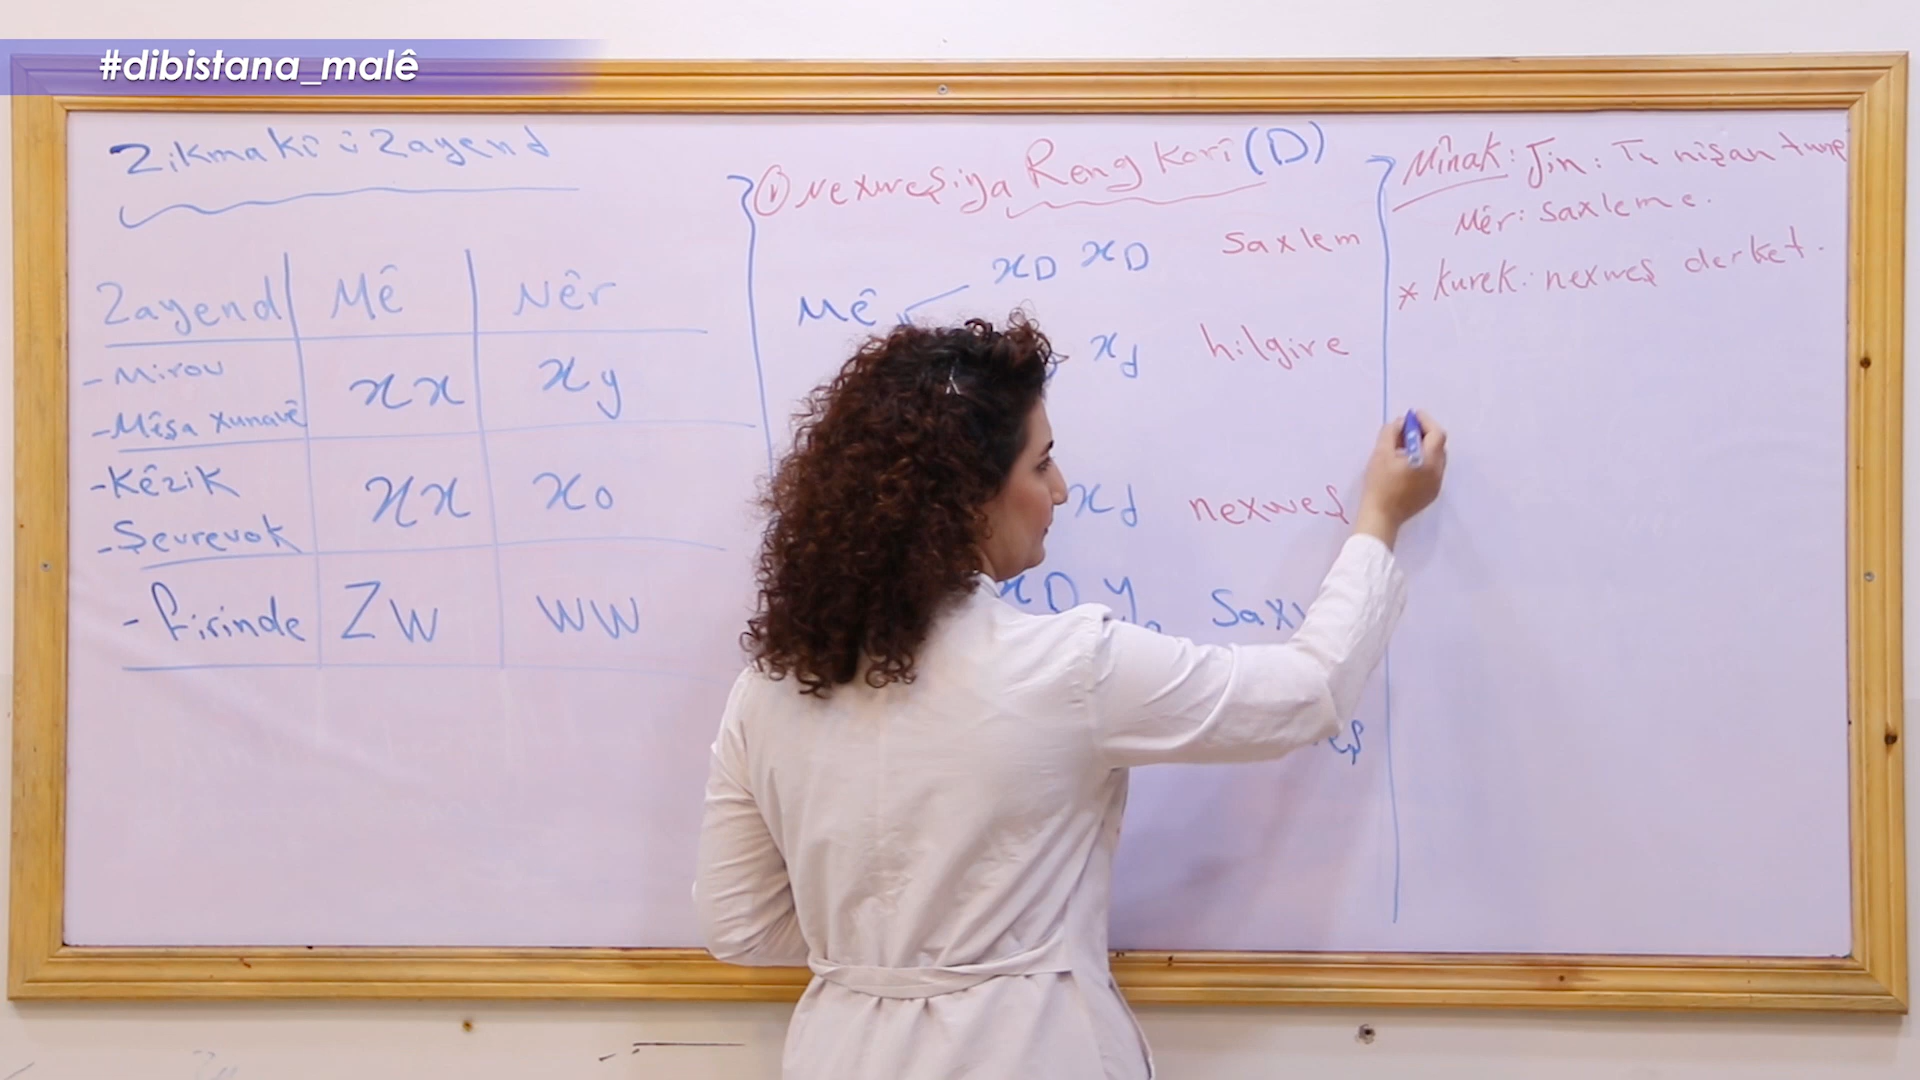 #dibistana_malê
Zikmakî û Zayend
Zayend Mê Nêr
- Mirov
- Mêşa xunavê
xx xy
- Kêzik
- Şevrevok
xx xo
- firinde ZW WW
① Nexweşiya Reng Korî (D)
Mê
xD xD saxlem
xd hilgire
xd nexweş
xD y
Mînak: Jin: Tu nîşan tune
Mêr: saxleme.
* Kurek: nexweş derket.